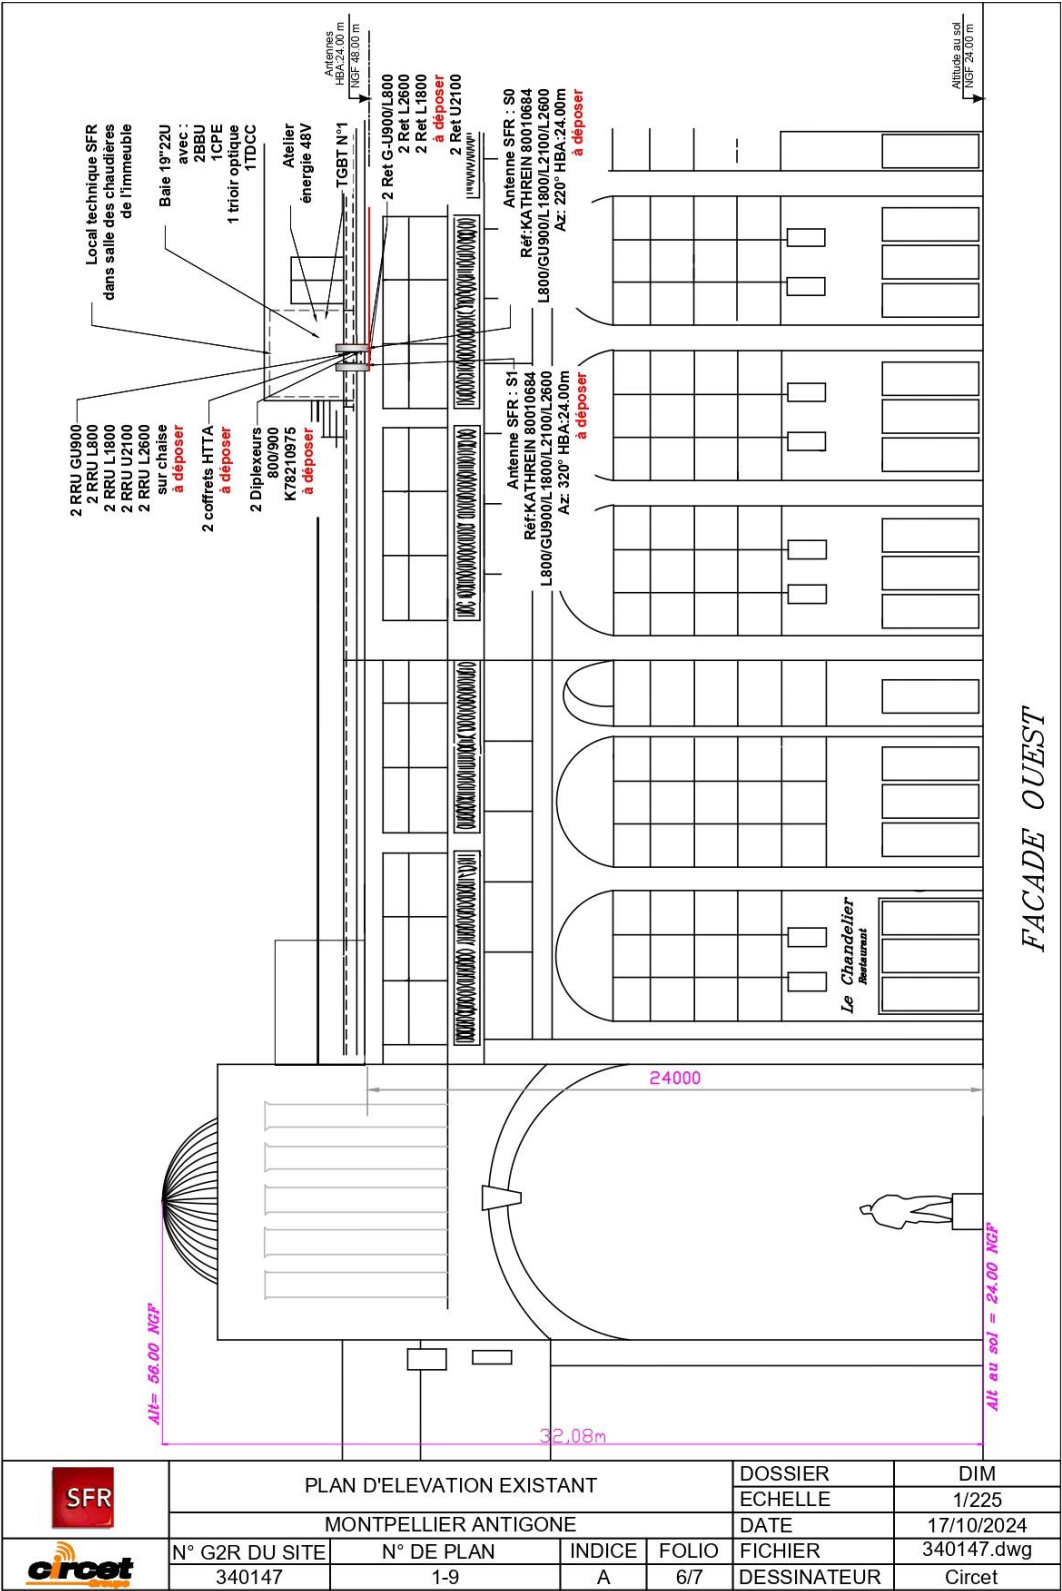 Antennes
HBA:24.00 m
NGF 48.00 m
Altitude au sol
NGF 24.00 m
Local technique SFR
dans salle des chaudières
de l'immeuble
Baie 19"22U
avec :
2BBU
1CPE
1 trioir optique
1TDCC
Atelier
énergie 48V
TGBT N°1
2 Ret G-U900/L800
2 Ret L2600
2 Ret L1800
à déposer
2 Ret U2100
Antenne SFR : S0
Réf:KATHREIN 80010684
L800/GU900/L1800/L2100/L2600
Az: 220° HBA:24.00m
à déposer
2 RRU GU900
2 RRU L800
2 RRU L1800
2 RRU U2100
2 RRU L2600
sur chaise
à déposer
2 coffrets HTTA
à déposer
2 Diplexeurs
800/900
K78210975
à déposer
Antenne SFR : S1
Réf:KATHREIN 80010684
L800/GU900/L1800/L2100/L2600
Az: 320° HBA:24.00m
à déposer
Le Chandelier
Restaurant
FACADE OUEST
24000
Alt= 56.00 NGF
Alt au sol = 24.00 NGF
32,08m
SFR
PLAN D'ELEVATION EXISTANT
DOSSIER
DIM
ECHELLE
1/225
MONTPELLIER ANTIGONE
DATE
17/10/2024
circet
Groupe
N° G2R DU SITE
N° DE PLAN
INDICE
FOLIO
FICHIER
340147.dwg
340147
1-9
A
6/7
DESSINATEUR
Circet